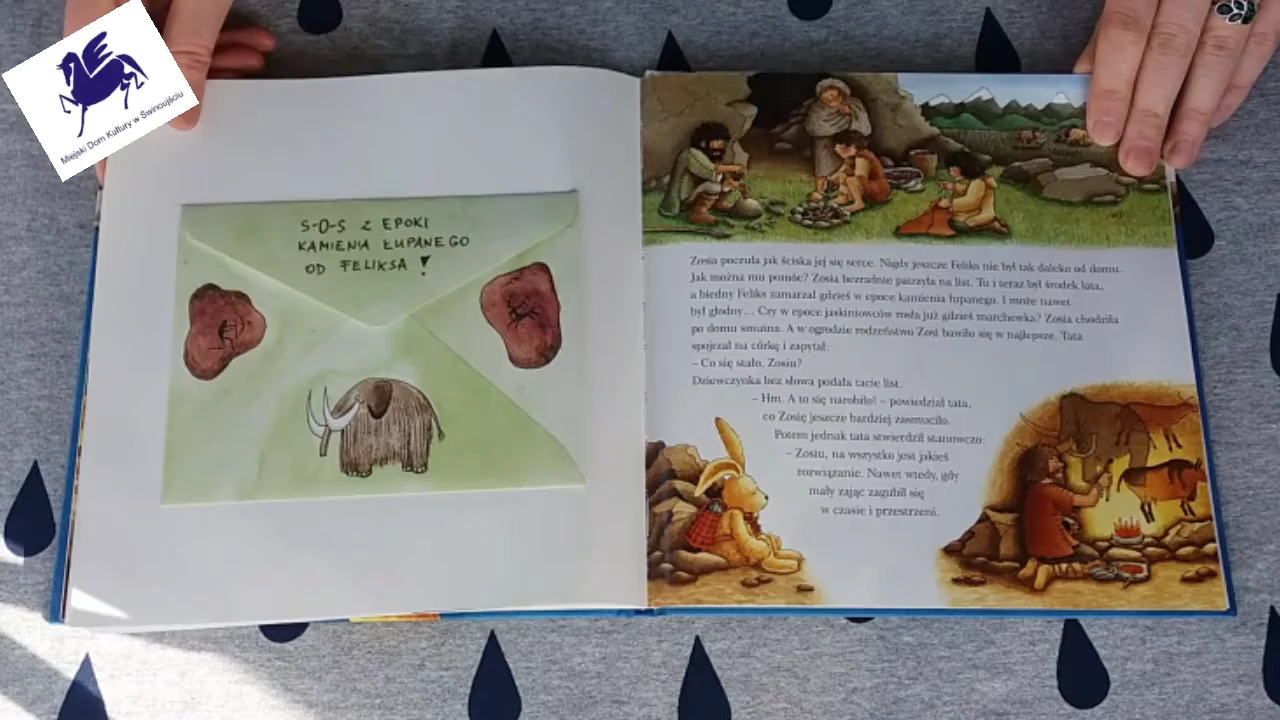 Miejski Dom Kultury w Świnoujściu
S-O-S z EPOKI
KAMIENIA ŁUPANEGO
OD FELIKSA !
Zosia poczuła jak ściska jej się serce. Nigdy jeszcze Feliks nie był tak daleko od domu.
Jak można mu pomóc? Zosia bezradnie patrzyła na list. Tu i teraz był środek lata,
a biedny Feliks zamarzał gdzieś w epoce kamienia łupanego. I może nawet
był głodny… Czy w epoce jaskiniowców rosła już gdzieś marchewka? Zosia chodziła
po domu smutna. A w ogrodzie rodzeństwo Zosi bawiło się w najlepsze. Tata
spojrzał na córkę i zapytał:
– Co się stało, Zosiu?
Dziewczynka bez słowa podała tacie list.
– Hm. A to się narobiło! – powiedział tata,
co Zosię jeszcze bardziej zasmuciło.
Potem jednak tata stwierdził stanowczo:
– Zosiu, na wszystko jest jakieś
rozwiązanie. Nawet wtedy, gdy
mały zając zagubił się
w czasie i przestrzeni.